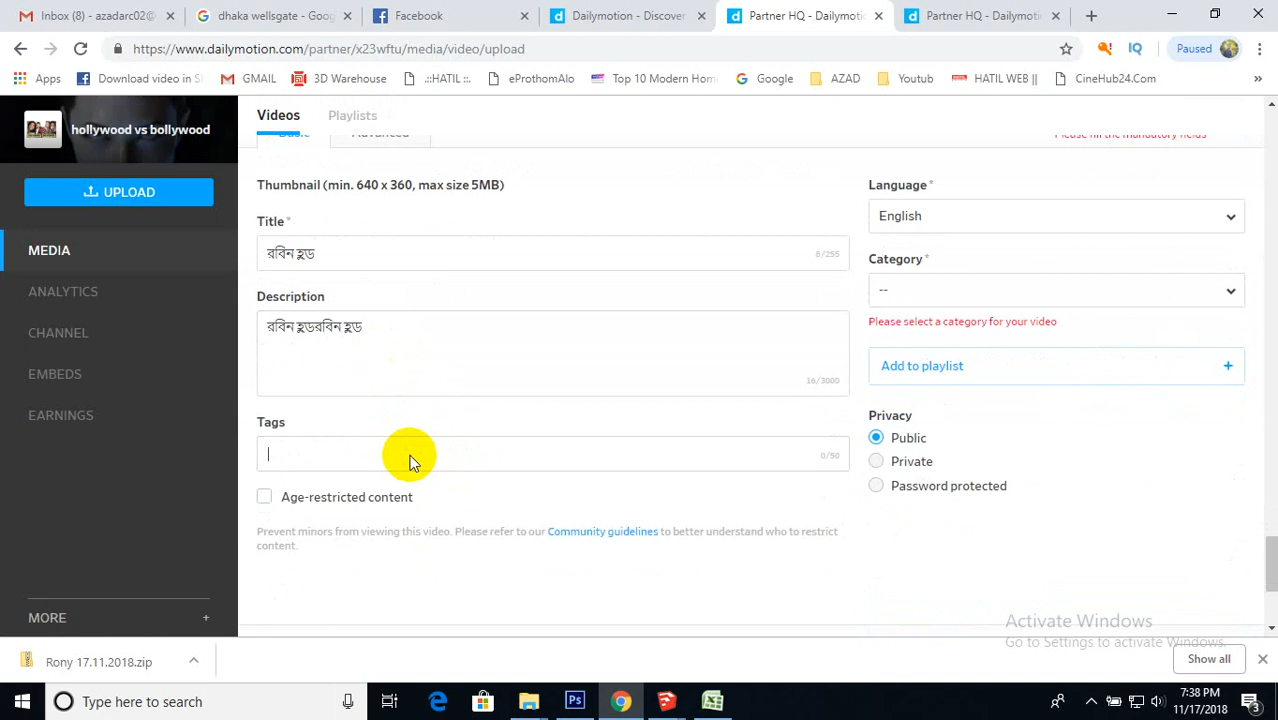 Inbox (8) - azadarc02@
dhaka wellsgate - Goog
Facebook
Dailymotion - Discover
Partner HQ - Dailymotio
Partner HQ - Dailymoti
https://www.dailymotion.com/partner/x23wftu/media/video/upload
Paused
Apps
Download video in S
GMAIL
3D Warehouse
.::HATIL ::.
eProthomAlo
Top 10 Modern Hom
Google
AZAD
Youtub
HATIL WEB ||
CineHub24.Com
hollywood vs bollywood
Videos
Playlists
Basic
Advanced
Please fill the mandatory fields
UPLOAD
Thumbnail (min. 640 x 360, max size 5MB)
Language*
English
Title*
রবিন হুড
8/255
MEDIA
Category*
--
ANALYTICS
Description
রবিন হুডরবিন হুড
16/3000
Please select a category for your video
CHANNEL
Add to playlist
+
EMBEDS
EARNINGS
Tags
0/50
Privacy
Public
Private
Password protected
Age-restricted content
Prevent minors from viewing this video. Please refer to our Community guidelines to better understand who to restrict
content.
MORE
+
Activate Windows
Go to Settings to activate Windows.
Rony 17.11.2018.zip
Show all
Type here to search
7:38 PM
11/17/2018
3